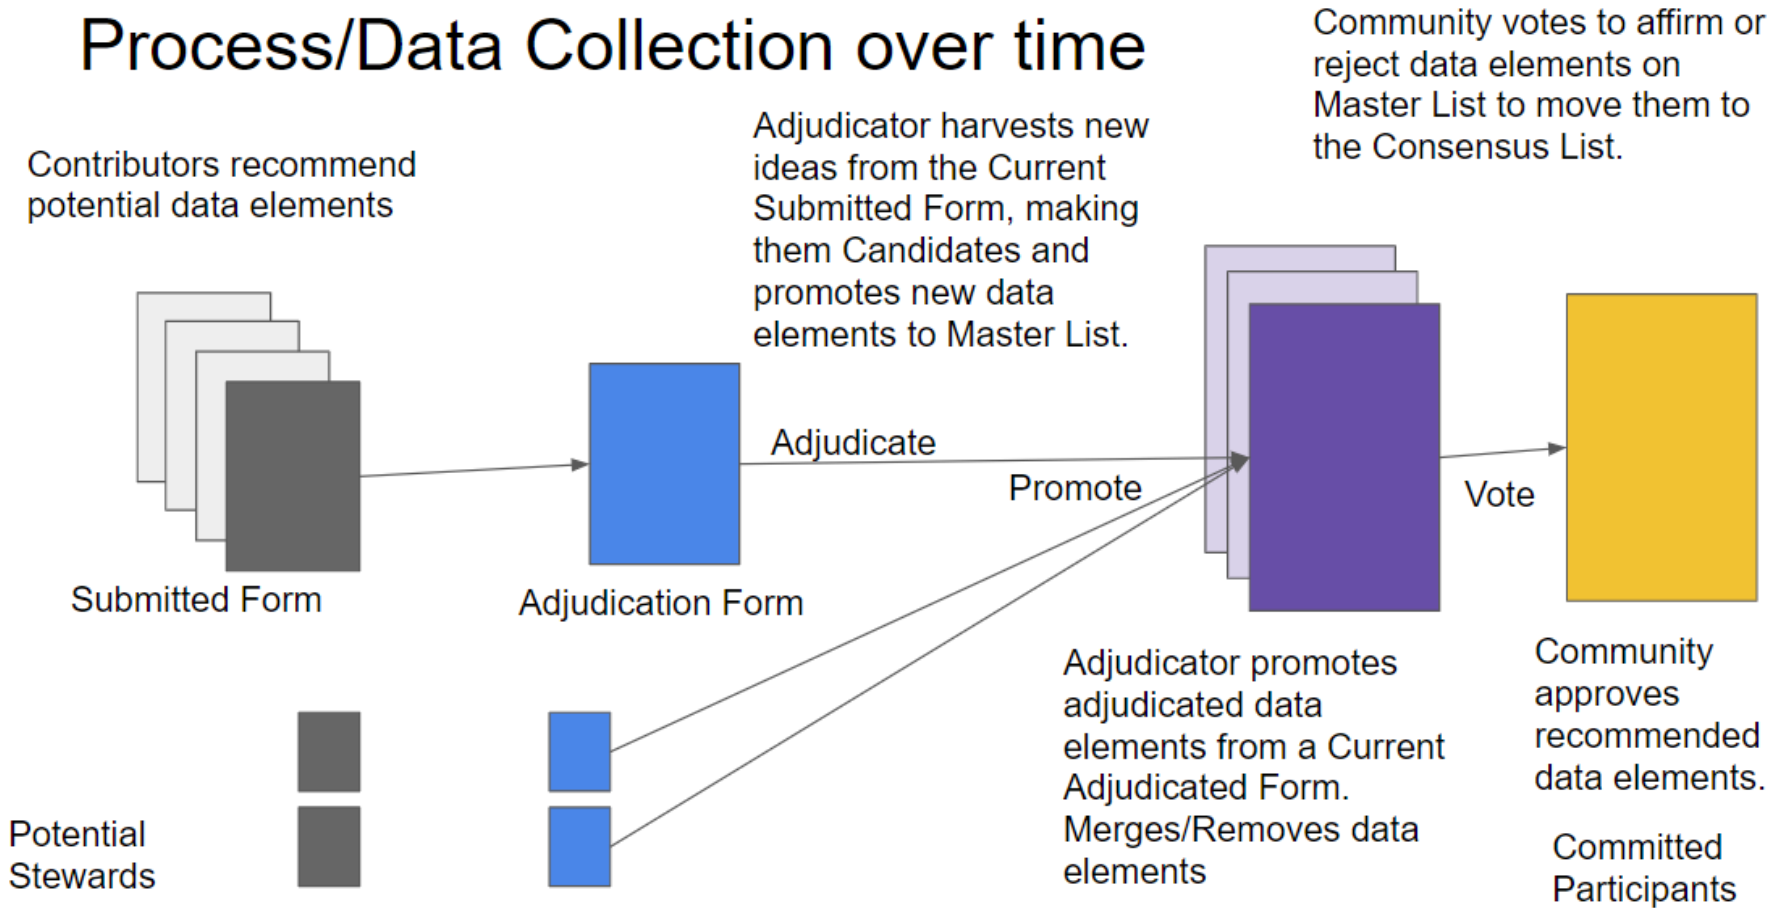 Process/Data Collection over time
Community votes to affirm or
reject data elements on
Master List to move them to
the Consensus List.
Contributors recommend
potential data elements
Adjudicator harvests new
ideas from the Current
Submitted Form, making
them Candidates and
promotes new data
elements to Master List.
Adjudicate
Promote
Vote
Submitted Form
Adjudication Form
Adjudicator promotes
adjudicated data
elements from a Current
Adjudicated Form.
Merges/Removes data
elements
Community
approves
recommended
data elements.
Potential
Stewards
Committed
Participants